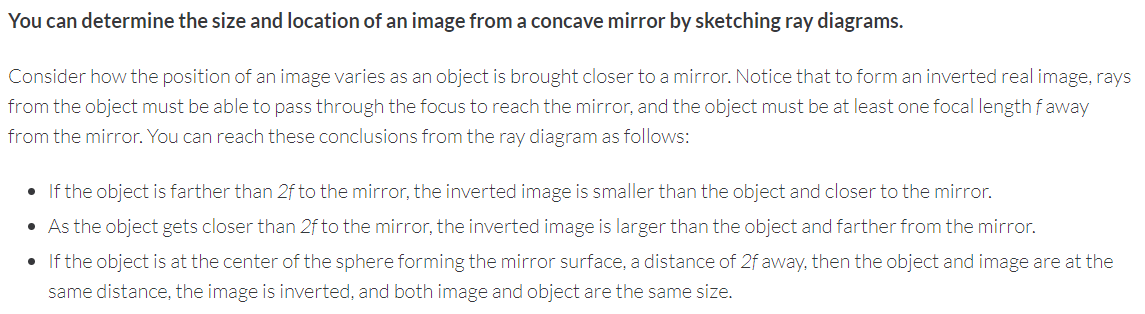 You can determine the size and location of an image from a concave mirror by sketching ray diagrams.
Consider how the position of an image varies as an object is brought closer to a mirror. Notice that to form an inverted real image, rays
from the object must be able to pass through the focus to reach the mirror, and the object must be at least one focal length f away
from the mirror. You can reach these conclusions from the ray diagram as follows:
• If the object is farther than 2f to the mirror, the inverted image is smaller than the object and closer to the mirror.
• As the object gets closer than 2f to the mirror, the inverted image is larger than the object and farther from the mirror.
• If the object is at the center of the sphere forming the mirror surface, a distance of 2f away, then the object and image are at the
same distance, the image is inverted, and both image and object are the same size.